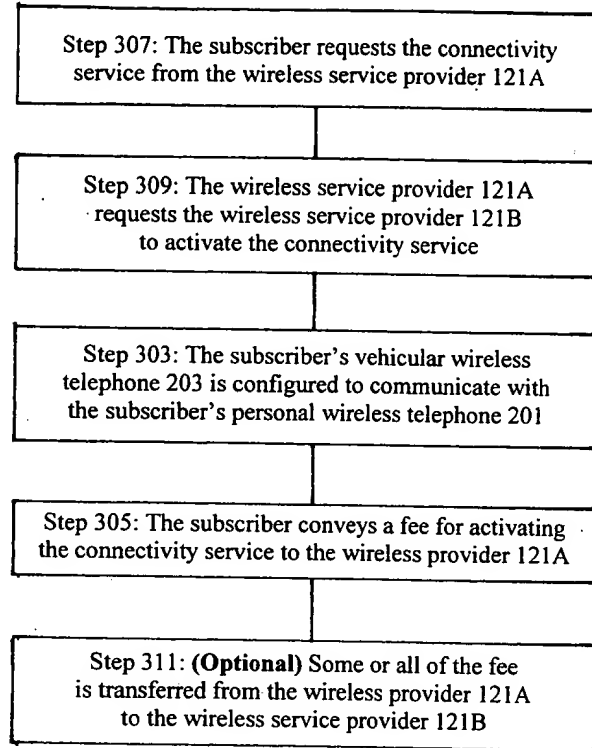 Step 307: The subscriber requests the connectivity
service from the wireless service provider 121A
Step 309: The wireless service provider 121A
requests the wireless service provider 121B
to activate the connectivity service
Step 303: The subscriber's vehicular wireless
telephone 203 is configured to communicate with
the subscriber's personal wireless telephone 201
Step 305: The subscriber conveys a fee for activating
the connectivity service to the wireless provider 121A
Step 311: (Optional) Some or all of the fee
is transferred from the wireless provider 121A
to the wireless service provider 121B